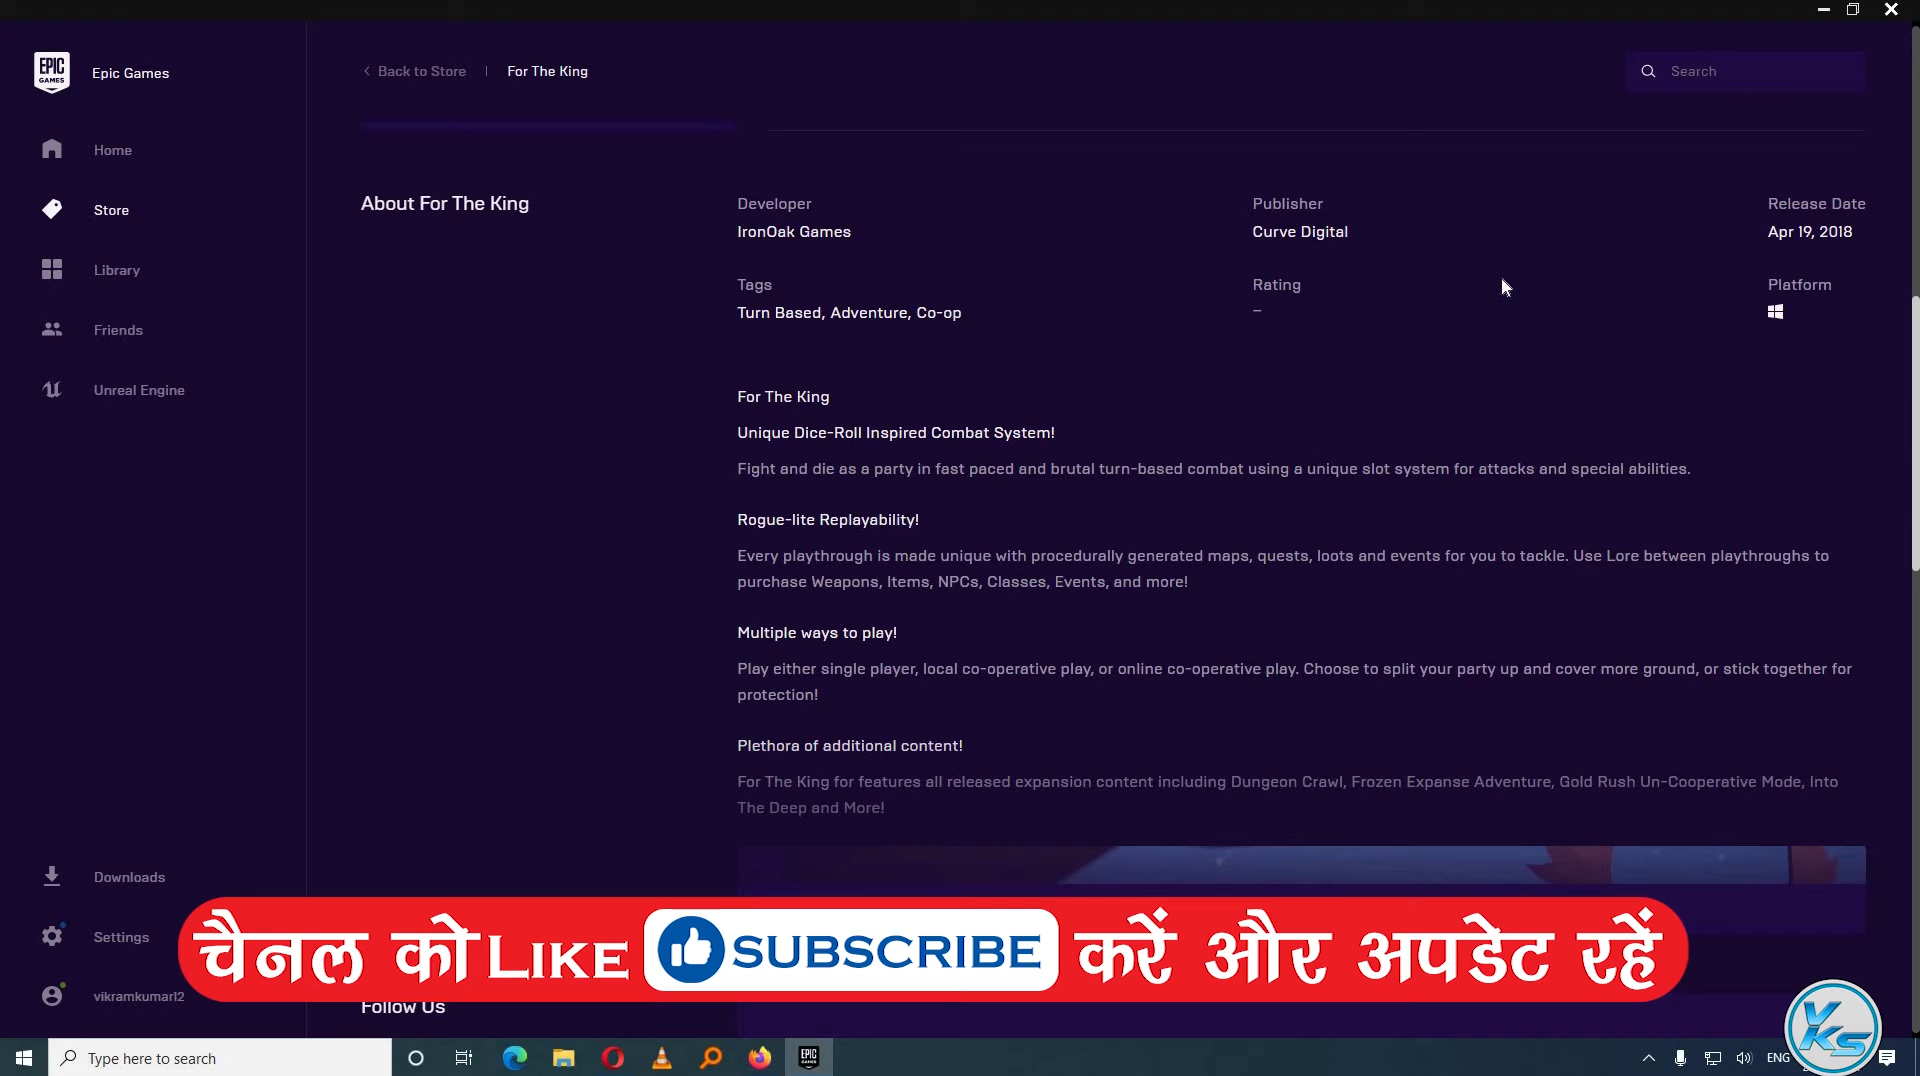 EPIC GAMES
Epic Games
Back to Store
For The King
Search
Home
Store
Library
Friends
Unreal Engine
About For The King
Developer
IronOak Games
Publisher
Curve Digital
Release Date
Apr 19, 2018
Tags
Turn Based, Adventure, Co-op
Rating
–
Platform
For The King
Unique Dice-Roll Inspired Combat System!
Fight and die as a party in fast paced and brutal turn-based combat using a unique slot system for attacks and special abilities.
Rogue-lite Replayability!
Every playthrough is made unique with procedurally generated maps, quests, loots and events for you to tackle. Use Lore between playthroughs to
purchase Weapons, Items, NPCs, Classes, Events, and more!
Multiple ways to play!
Play either single player, local co-operative play, or online co-operative play. Choose to split your party up and cover more ground, or stick together for
protection!
Plethora of additional content!
For The King for features all released expansion content including Dungeon Crawl, Frozen Expanse Adventure, Gold Rush Un-Cooperative Mode, Into
The Deep and More!
Downloads
Settings
vikramkumar12
चैनल को LIKE SUBSCRIBE करें और अपडेट रहें
Follow Us
VKS
Type here to search
EPIC GAMES
ENG